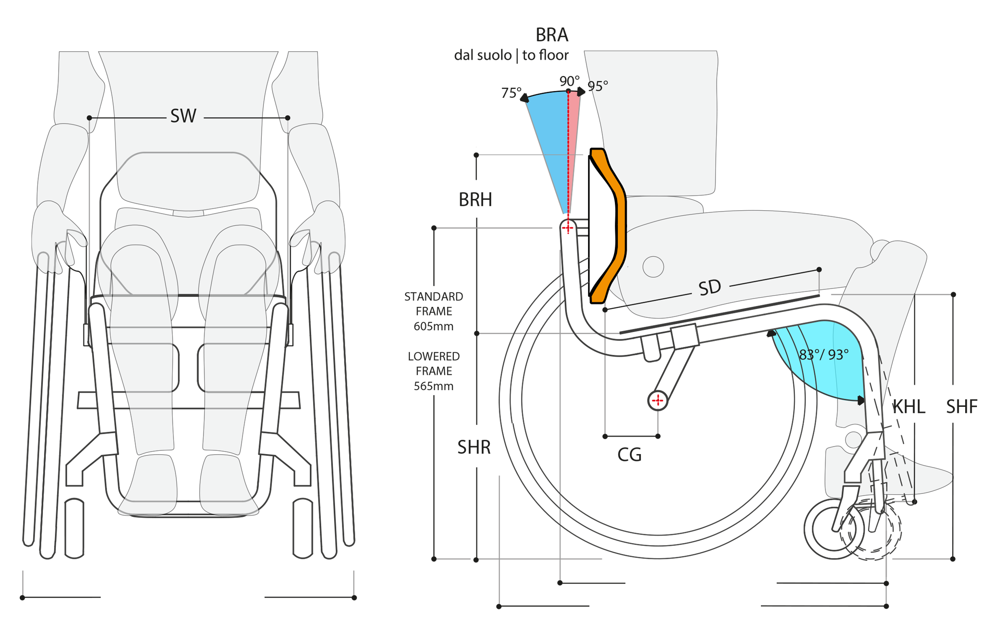 BRA
dal suolo | to floor
75°
90°
95°
SW
BRH
STANDARD
FRAME
605mm
LOWERED
FRAME
565mm
SD
83°/ 93°
KHL
SHF
SHR
CG